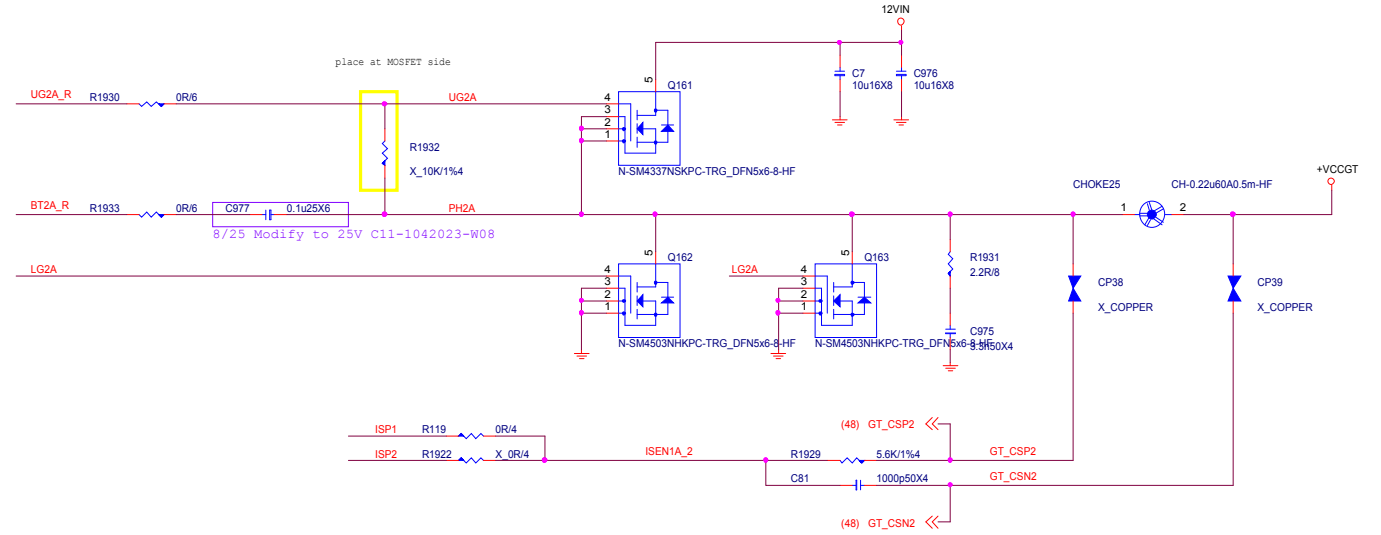 12VIN
place at MOSFET side
C7
10u16X8
C976
10u16X8
Q161
5
UG2A_R
R1930
0R/6
UG2A
4
3
2
1
R1932
X_10K/1%4
N-SM4337NSKPC-TRG_DFN5x6-8-HF
+VCCGT
CHOKE25
CH-0.22u60A0.5m-HF
BT2A_R
R1933
0R/6
C977
0.1u25X6
PH2A
1
2
8/25 Modify to 25V C11-1042023-W08
5
Q162
5
Q163
LG2A
4
3
2
1
LG2A
4
3
2
1
R1931
2.2R/8
CP38
X_COPPER
CP39
X_COPPER
N-SM4503NHKPC-TRG_DFN5x6-8-HF
N-SM4503NHKPC-TRG_DFN5x6-8-HF
C975
3.3n50X4
(48) GT_CSP2
ISP1
R119
0R/4
ISP2
R1922
X_0R/4
ISEN1A_2
R1929
5.6K/1%4
GT_CSP2
C81
1000p50X4
GT_CSN2
(48) GT_CSN2